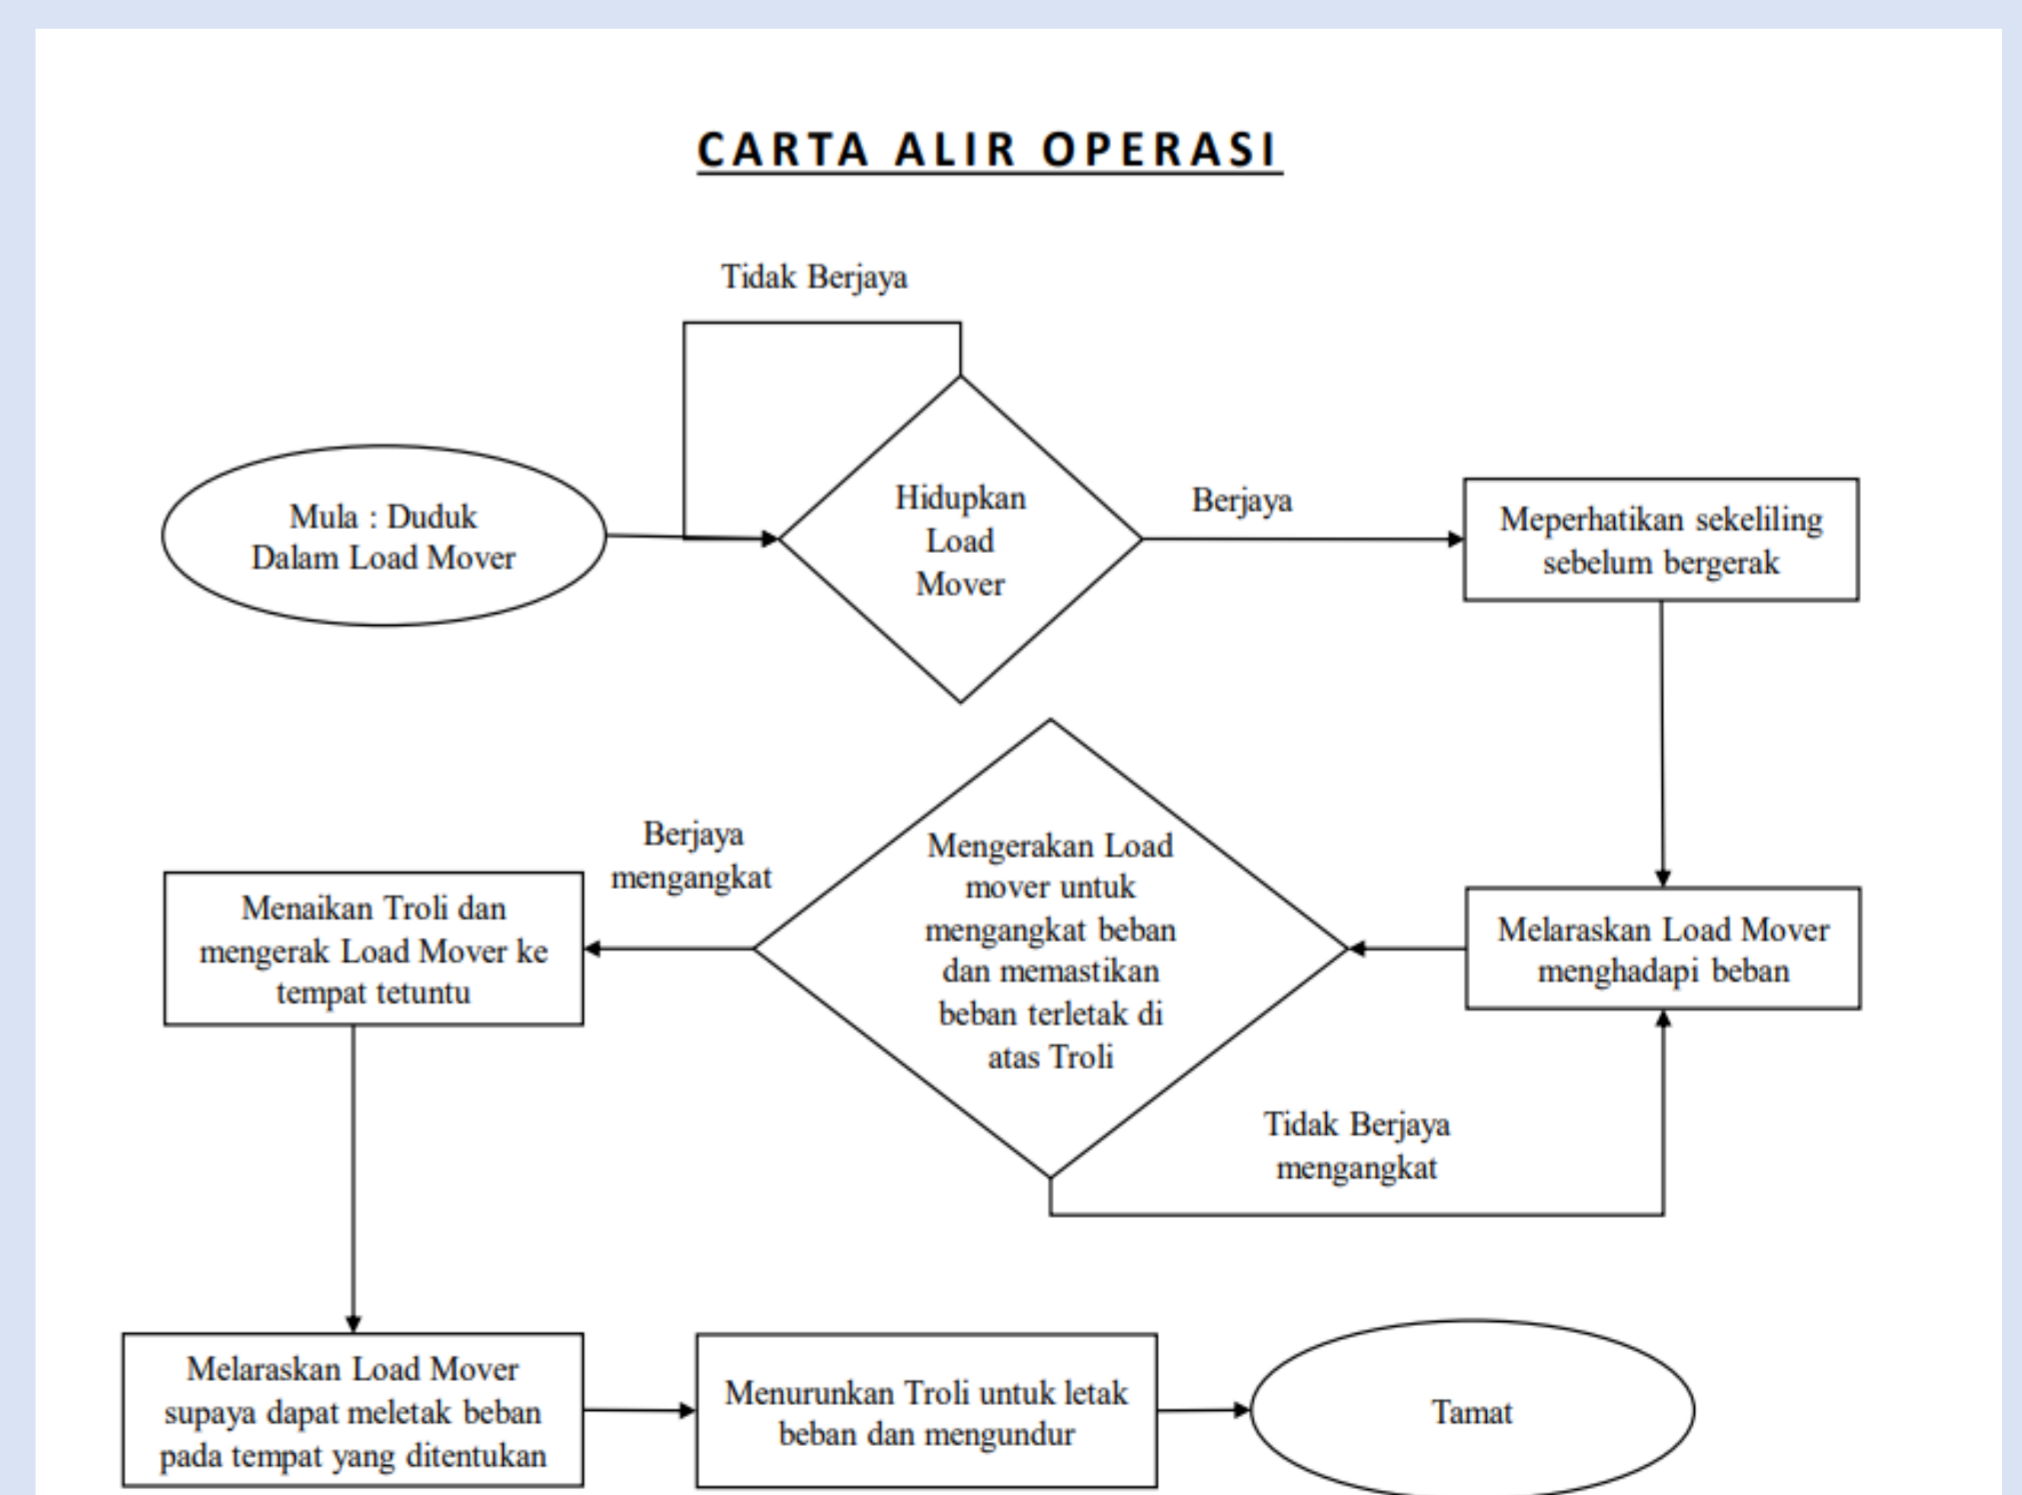 CARTA ALIR OPERASI
Tidak Berjaya
Mula : Duduk
Dalam Load Mover
Hidupkan
Load
Mover
Berjaya
Meperhatikan sekeliling
sebelum bergerak
Melaraskan Load Mover
menghadapi beban
Mengerakan Load
mover untuk
mengangkat beban
dan memastikan
beban terletak di
atas Troli
Tidak Berjaya
mengangkat
Berjaya
mengangkat
Menaikan Troli dan
mengerak Load Mover ke
tempat tetuntu
Melaraskan Load Mover
supaya dapat meletak beban
pada tempat yang ditentukan
Menurunkan Troli untuk letak
beban dan mengundur
Tamat